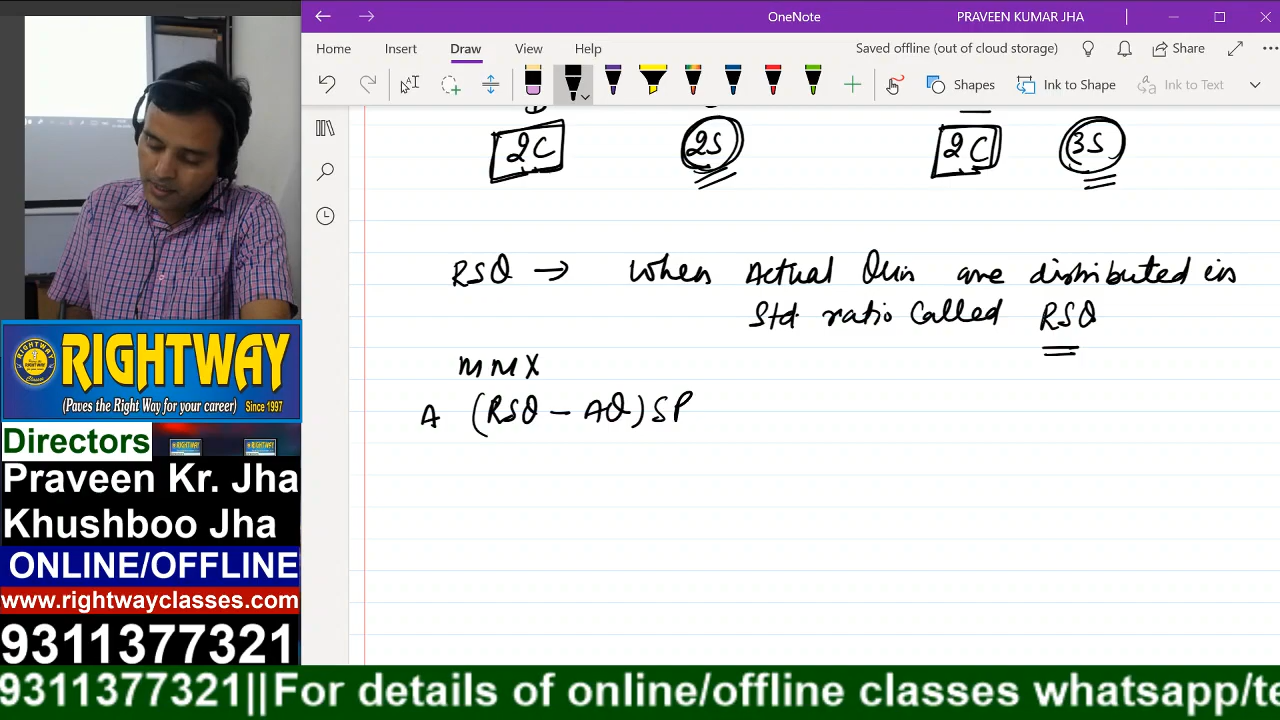 OneNote
PRAVEEN KUMAR JHA
Home Insert Draw View Help
Saved offline (out of cloud storage)
Share
Shapes
Ink to Shape
Ink to Text
2C 2S 2C 3S
RSQ → When Actual are distributed in
Std. ratio Called RSQ
MMX
A (RSQ - AQ) SP
RIGHTWAY
(Paves the Right Way for your career) Since 1997
Directors
Praveen Kr. Jha
Khushboo Jha
ONLINE/OFFLINE
www.rightwayclasses.com
9311377321
9311377321||For details of online/offline classes whatsapp/te